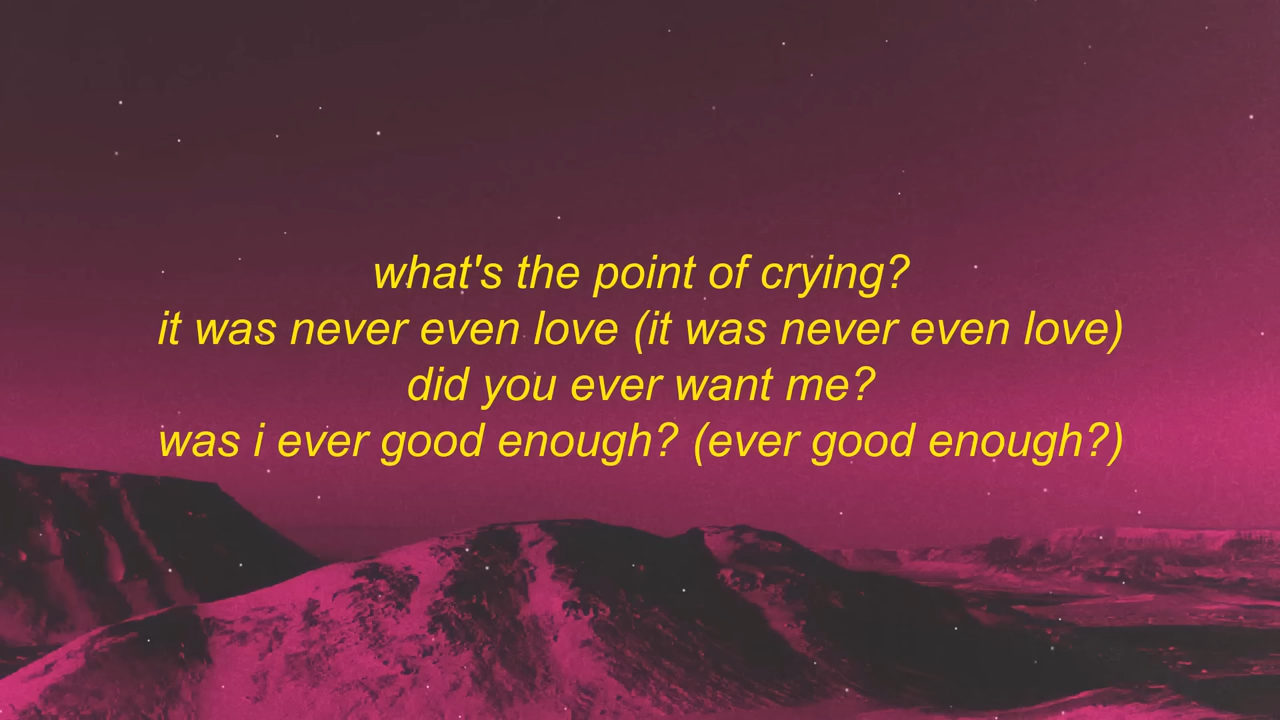 what's the point of crying?
it was never even love (it was never even love)
did you ever want me?
was i ever good enough? (ever good enough?)